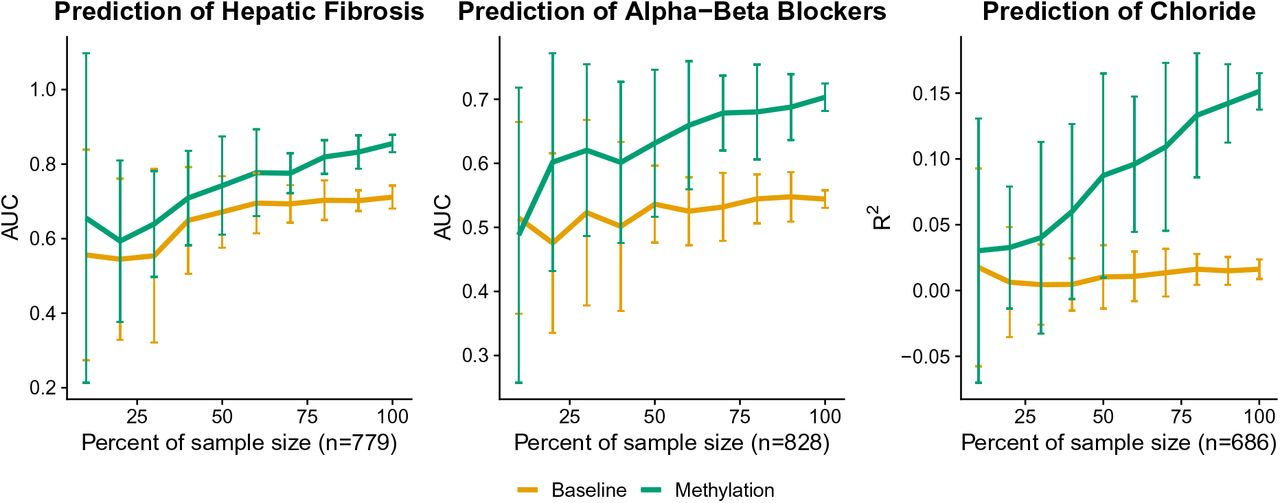 Prediction of Hepatic Fibrosis
AUC
1.0
0.8
0.6
0.4
0.2
25 50 75 100
Percent of sample size (n=779)
Prediction of Alpha−Beta Blockers
AUC
0.7
0.6
0.5
0.4
0.3
25 50 75 100
Percent of sample size (n=828)
Prediction of Chloride
R²
0.15
0.10
0.05
0.00
−0.05
25 50 75 100
Percent of sample size (n=686)
Baseline Methylation